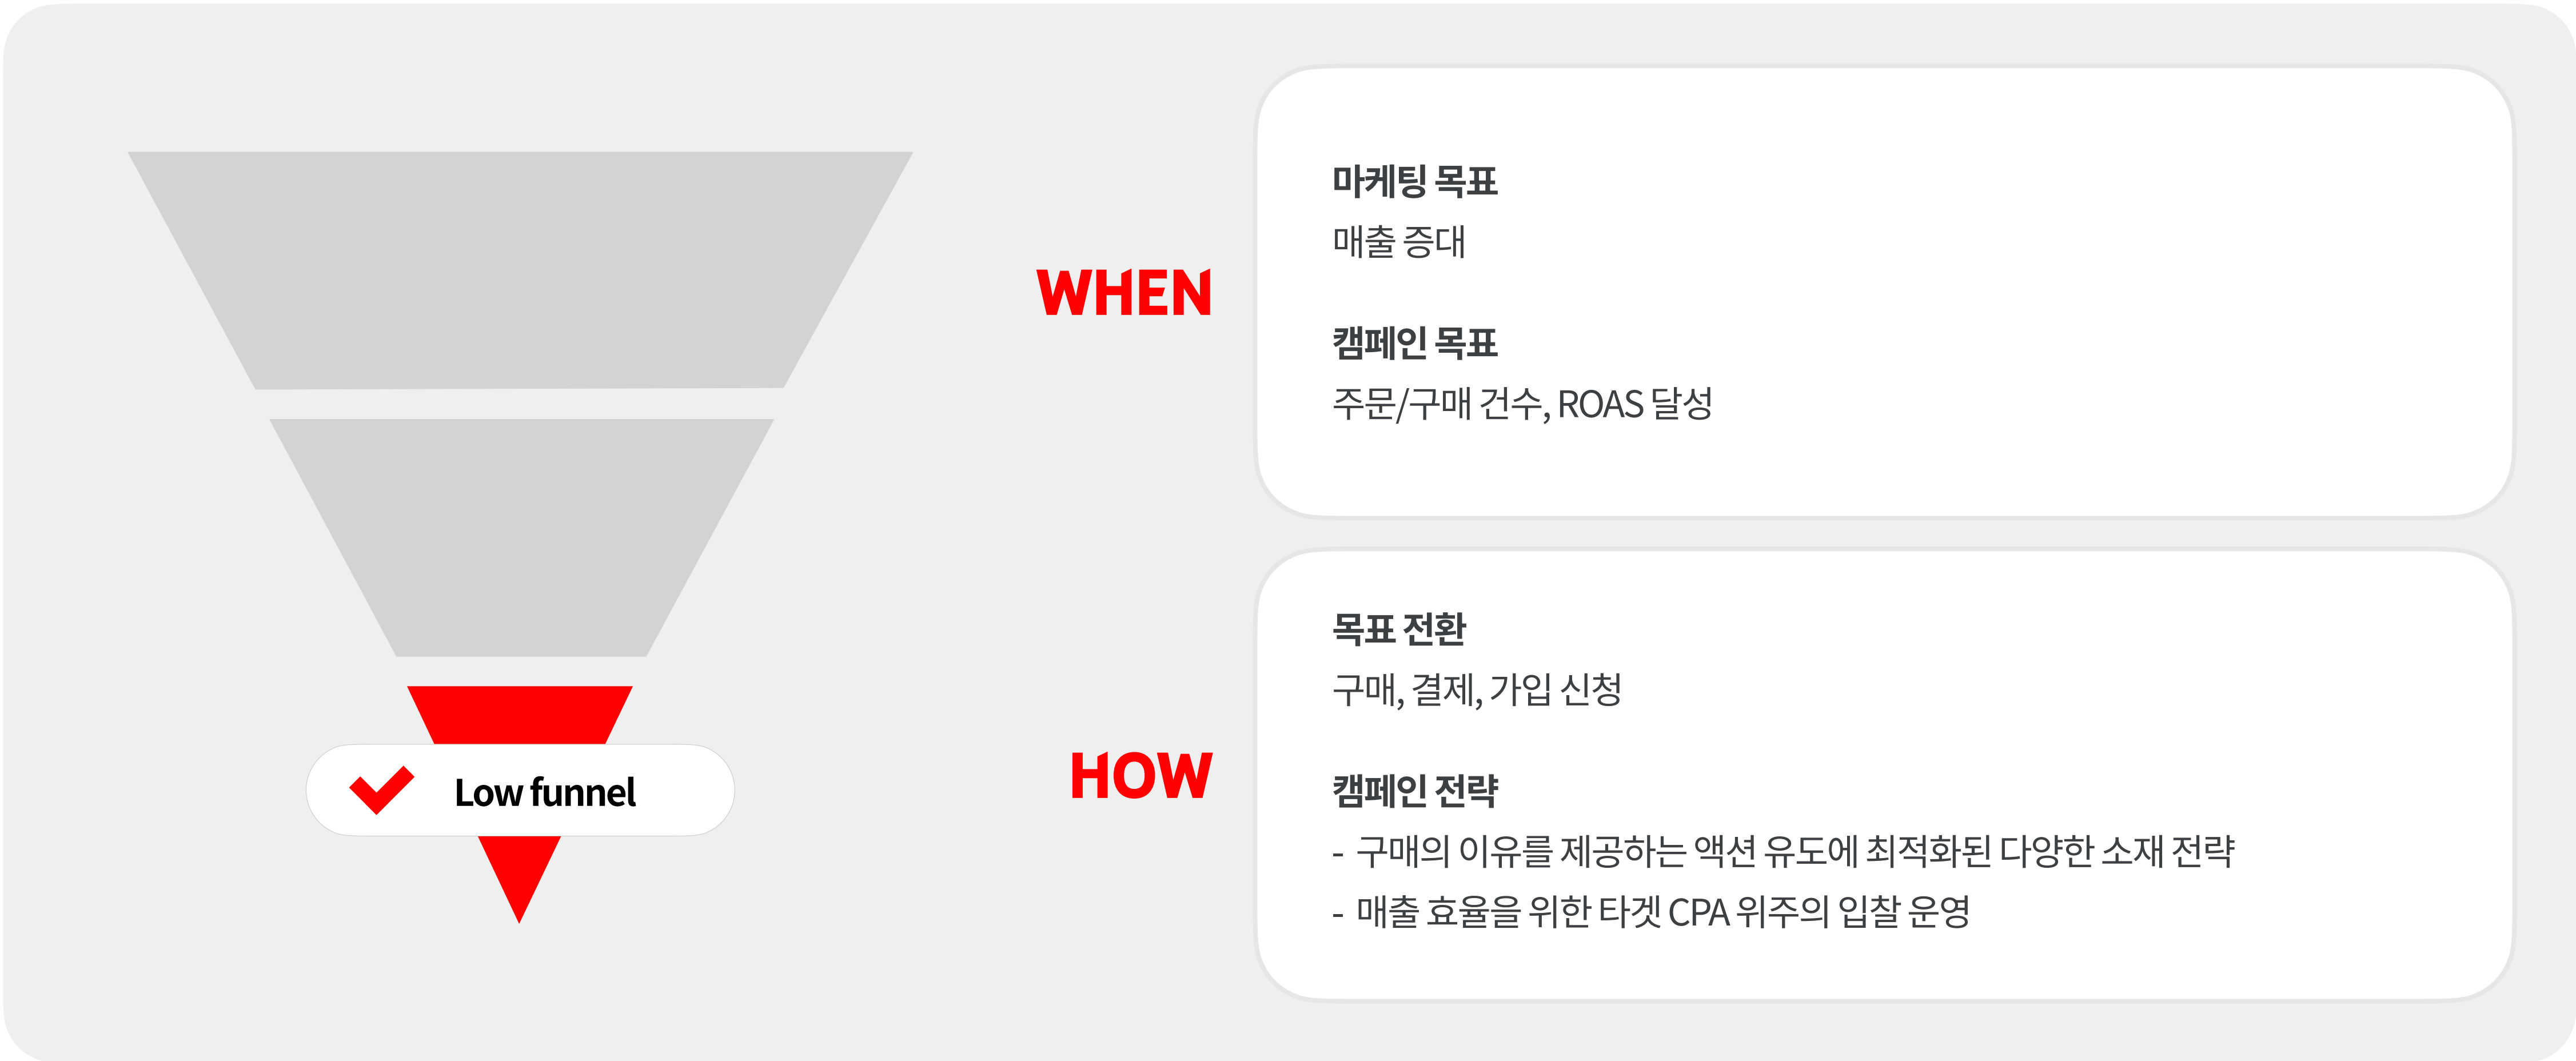 Low funnel
WHEN
마케팅 목표
매출 증대
캠페인 목표
주문/구매 건수, ROAS 달성
HOW
목표 전환
구매, 결제, 가입 신청
캠페인 전략
- 구매의 이유를 제공하는 액션 유도에 최적화된 다양한 소재 전략
- 매출 효율을 위한 타겟 CPA 위주의 입찰 운영